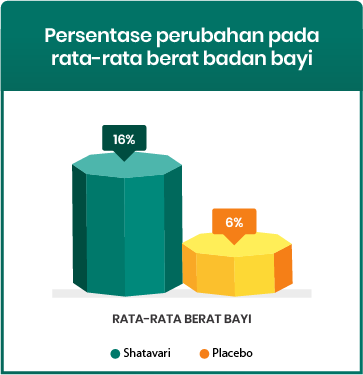 Persentase perubahan pada
rata-rata berat badan bayi
16%
6%
RATA-RATA BERAT BAYI
Shatavari
Placebo